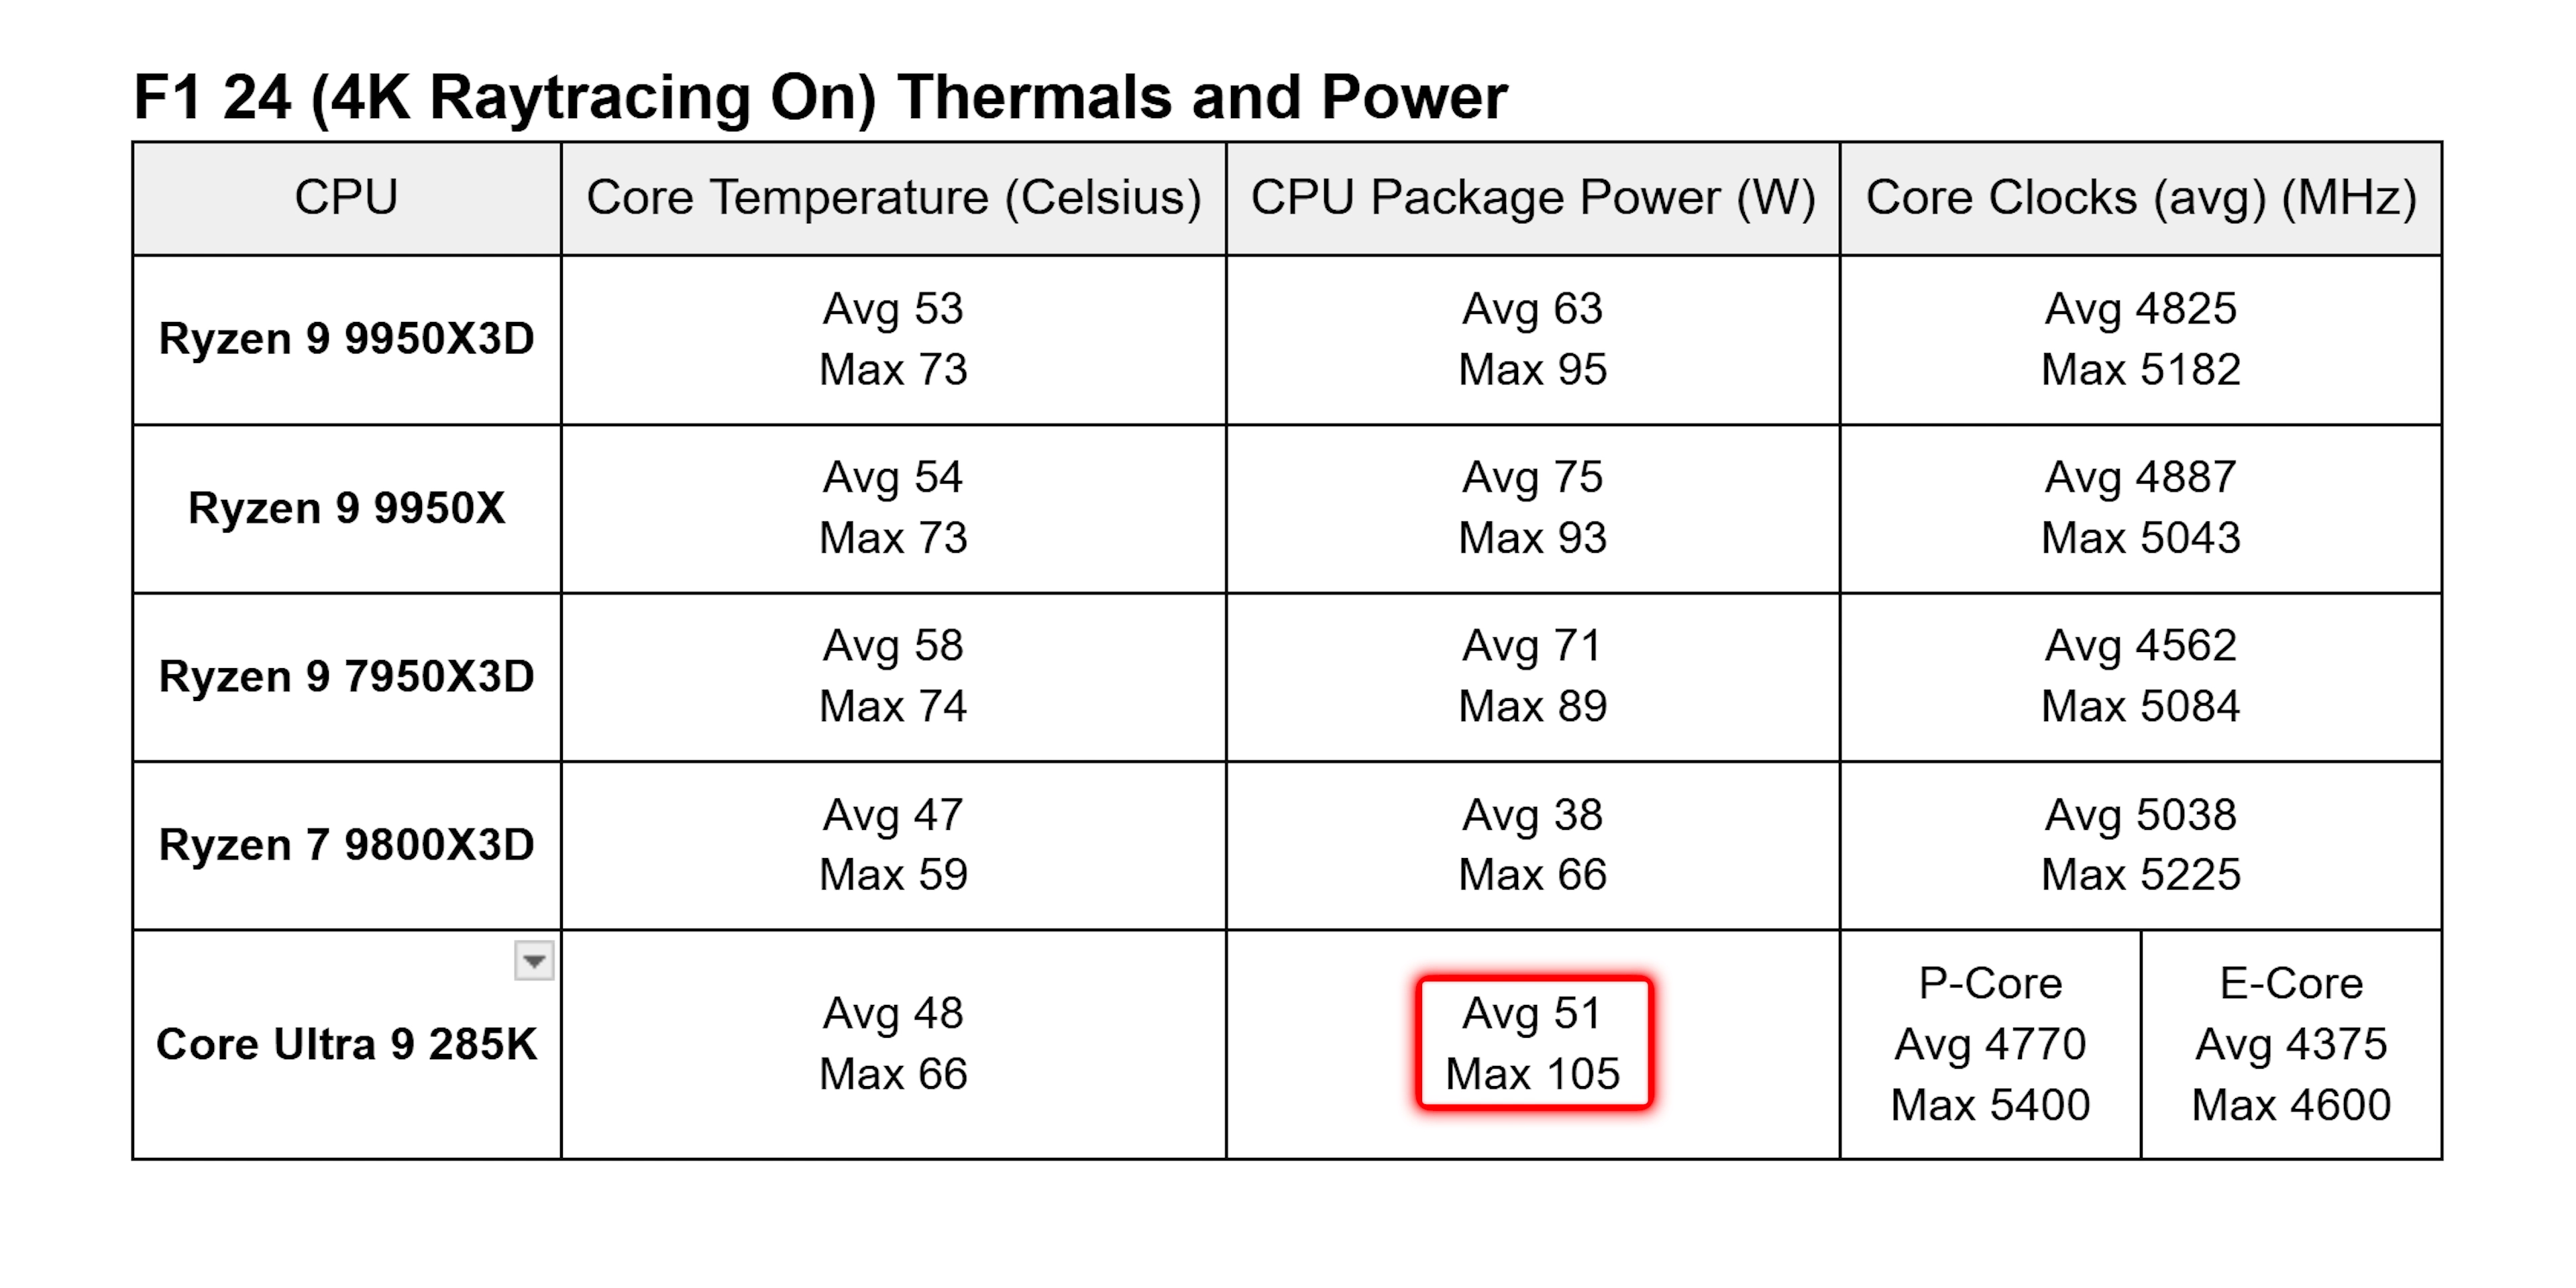 F1 24 (4K Raytracing On) Thermals and Power
CPU
Core Temperature (Celsius)
CPU Package Power (W)
Core Clocks (avg) (MHz)
Ryzen 9 9950X3D
Avg 53
Max 73
Avg 63
Max 95
Avg 4825
Max 5182
Ryzen 9 9950X
Avg 54
Max 73
Avg 75
Max 93
Avg 4887
Max 5043
Ryzen 9 7950X3D
Avg 58
Max 74
Avg 71
Max 89
Avg 4562
Max 5084
Ryzen 7 9800X3D
Avg 47
Max 59
Avg 38
Max 66
Avg 5038
Max 5225
Core Ultra 9 285K
Avg 48
Max 66
Avg 51
Max 105
P-Core
Avg 4770
Max 5400
E-Core
Avg 4375
Max 4600